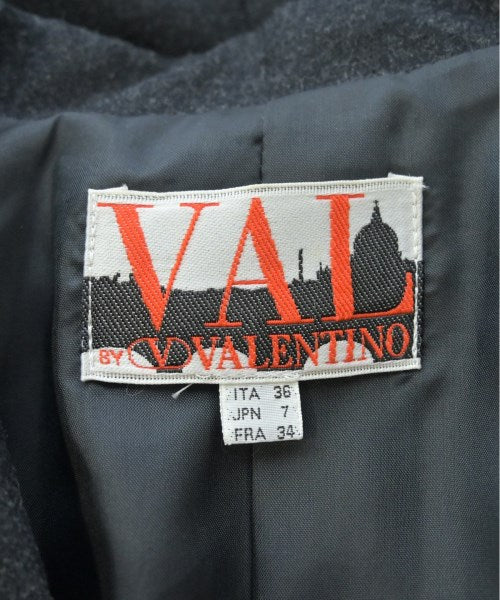 VAL
BY V VALENTINO
ITA 36
JPN 7
FRA 34